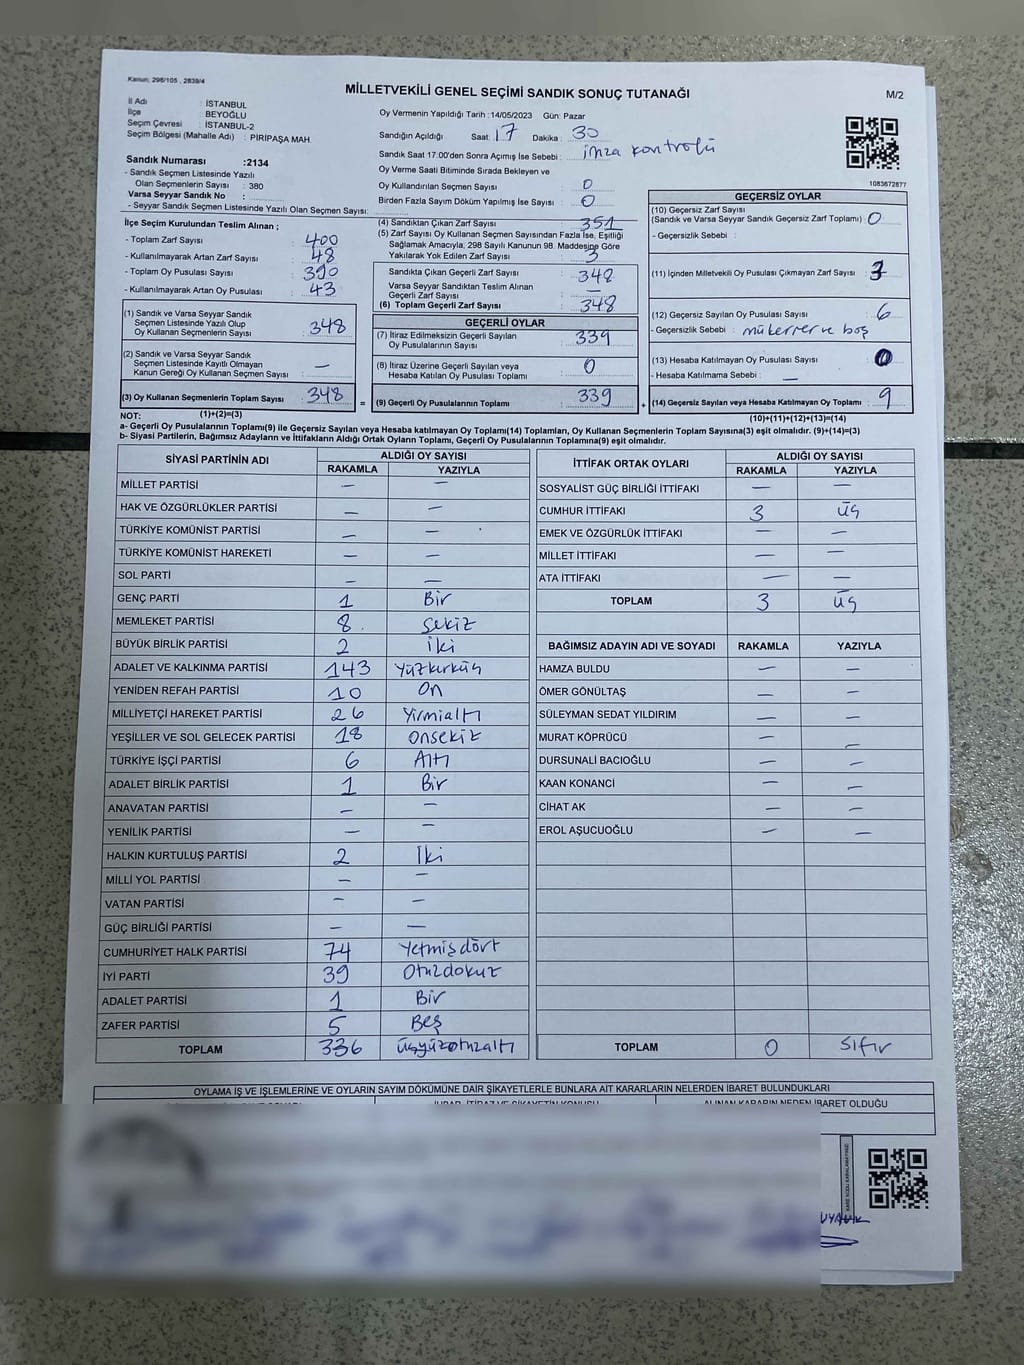 Kanun: 298/105 , 2839/4
MİLLETVEKİLİ GENEL SEÇİMİ SANDIK SONUÇ TUTANAĞI
M/2
İl Adı : İSTANBUL
İlçe : BEYOĞLU
Seçim Çevresi : İSTANBUL-2
Seçim Bölgesi (Mahalle Adı) : PİRİPAŞA MAH.
Sandık Numarası :2134
- Sandık Seçmen Listesinde Yazılı
Olan Seçmenlerin Sayısı : 380
Varsa Seyyar Sandık No :
- Seyyar Sandık Seçmen Listesinde Yazılı Olan Seçmen Sayısı:
Oy Vermenin Yapıldığı Tarih :14/05/2023 Gün: Pazar
Sandığın Açıldığı Saat: 17 Dakika : 30
Sandık Saat 17:00'den Sonra Açımış İse Sebebi : imza kontrolü
Oy Verme Saati Bitiminde Sırada Bekleyen ve
Oy Kullandırılan Seçmen Sayısı : 0
Birden Fazla Sayım Döküm Yapılmış İse Sayısı : 0
1083672877
İlçe Seçim Kurulundan Teslim Alınan ;
- Toplam Zarf Sayısı : 400
- Kullanılmayarak Artan Zarf Sayısı : 48
- Toplam Oy Pusulası Sayısı : 390
- Kullanılmayarak Artan Oy Pusulası : 43
(1) Sandık ve Varsa Seyyar Sandık
Seçmen Listesinde Yazılı Olup
Oy Kullanan Seçmenlerin Sayısı : 348
(2) Sandık ve Varsa Seyyar Sandık
Seçmen Listesinde Kayıtlı Olmayan
Kanun Gereği Oy Kullanan Seçmen Sayısı : —
(3) Oy Kullanan Seçmenlerin Toplam Sayısı : 348 =
(4) Sandıktan Çıkan Zarf Sayısı : 351
(5) Zarf Sayısı Oy Kullanan Seçmen Sayısından Fazla İse, Eşitliği
Sağlamak Amacıyla, 298 Sayılı Kanunun 98. Maddesine Göre
Yakılarak Yok Edilen Zarf Sayısı : 3
Sandıkta Çıkan Geçerli Zarf Sayısı : 348
Varsa Seyyar Sandıktan Teslim Alınan
Geçerli Zarf Sayısı : —
(6) Toplam Geçerli Zarf Sayısı : 348
GEÇERLİ OYLAR
(7) İtiraz Edilmeksizin Geçerli Sayılan
Oy Pusulalarının Sayısı : 339
(8) İtiraz Üzerine Geçerli Sayılan veya
Hesaba Katılan Oy Pusulası Toplamı : 0
(9) Geçerli Oy Pusulalarının Toplamı : 339 +
GEÇERSİZ OYLAR
(10) Geçersiz Zarf Sayısı
(Sandık ve Varsa Seyyar Sandık Geçersiz Zarf Toplamı) : 0
- Geçersizlik Sebebi :
(11) İçinden Milletvekili Oy Pusulası Çıkmayan Zarf Sayısı : 3
(12) Geçersiz Sayılan Oy Pusulası Sayısı : 6
- Geçersizlik Sebebi : mükerrer ve boş
(13) Hesaba Katılmayan Oy Pusulası Sayısı : 0
- Hesaba Katılmama Sebebi : —
(14) Geçersiz Sayılan veya Hesaba Katılmayan Oy Toplamı : 9
NOT: (1)+(2)=(3) (10)+(11)+(12)+(13)=(14)
a- Geçerli Oy Pusulalarının Toplamı(9) ile Geçersiz Sayılan veya Hesaba katılmayan Oy Toplamı(14) Toplamları, Oy Kullanan Seçmenlerin Toplam Sayısına(3) eşit olmalıdır. (9)+(14)=(3)
b- Siyasi Partilerin, Bağımsız Adayların ve İttifakların Aldığı Ortak Oyların Toplamı, Geçerli Oy Pusulalarının Toplamına(9) eşit olmalıdır.
SİYASİ PARTİNİN ADI ALDIĞI OY SAYISI
RAKAMLA YAZIYLA
MİLLET PARTİSİ — —
HAK VE ÖZGÜRLÜKLER PARTİSİ — —
TÜRKİYE KOMÜNİST PARTİSİ — —
TÜRKİYE KOMÜNİST HAREKETİ — —
SOL PARTİ — —
GENÇ PARTİ 1 Bir
MEMLEKET PARTİSİ 8 Sekiz
BÜYÜK BİRLİK PARTİSİ 2 İki
ADALET VE KALKINMA PARTİSİ 143 Yüzkırküç
YENİDEN REFAH PARTİSİ 10 On
MİLLİYETÇİ HAREKET PARTİSİ 26 Yirmialtı
YEŞİLLER VE SOL GELECEK PARTİSİ 18 Onsekiz
TÜRKİYE İŞÇİ PARTİSİ 6 Altı
ADALET BİRLİK PARTİSİ 1 Bir
ANAVATAN PARTİSİ — —
YENİLİK PARTİSİ — —
HALKIN KURTULUŞ PARTİSİ 2 İki
MİLLİ YOL PARTİSİ — —
VATAN PARTİSİ — —
GÜÇ BİRLİĞİ PARTİSİ — —
CUMHURİYET HALK PARTİSİ 74 Yetmişdört
İYİ PARTİ 39 Otuzdokuz
ADALET PARTİSİ 1 Bir
ZAFER PARTİSİ 5 Beş
TOPLAM 336 üçyüzotuzaltı
İTTİFAK ORTAK OYLARI ALDIĞI OY SAYISI
RAKAMLA YAZIYLA
SOSYALİST GÜÇ BİRLİĞİ İTTİFAKI — —
CUMHUR İTTİFAKI 3 üç
EMEK VE ÖZGÜRLÜK İTTİFAKI — —
MİLLET İTTİFAKI — —
ATA İTTİFAKI — —
TOPLAM 3 üç
BAĞIMSIZ ADAYIN ADI VE SOYADI RAKAMLA YAZIYLA
HAMZA BULDU — —
ÖMER GÖNÜLTAŞ — —
SÜLEYMAN SEDAT YILDIRIM — —
MURAT KÖPRÜCÜ — —
DURSUNALİ BACIOĞLU — —
KAAN KONANCİ — —
CİHAT AK — —
EROL AŞUCUOĞLU — —
TOPLAM 0 Sıfır
OYLAMA İŞ VE İŞLEMLERİNE VE OYLARIN SAYIM DÖKÜMÜNE DAİR ŞİKAYETLERLE BUNLARA AİT KARARLARIN NELERDEN İBARET BULUNDUKLARI
İHBAR, İTİRAZ VE ŞİKAYETİN KONUSU ALINAN KARARIN NEDEN İBARET OLDUĞU